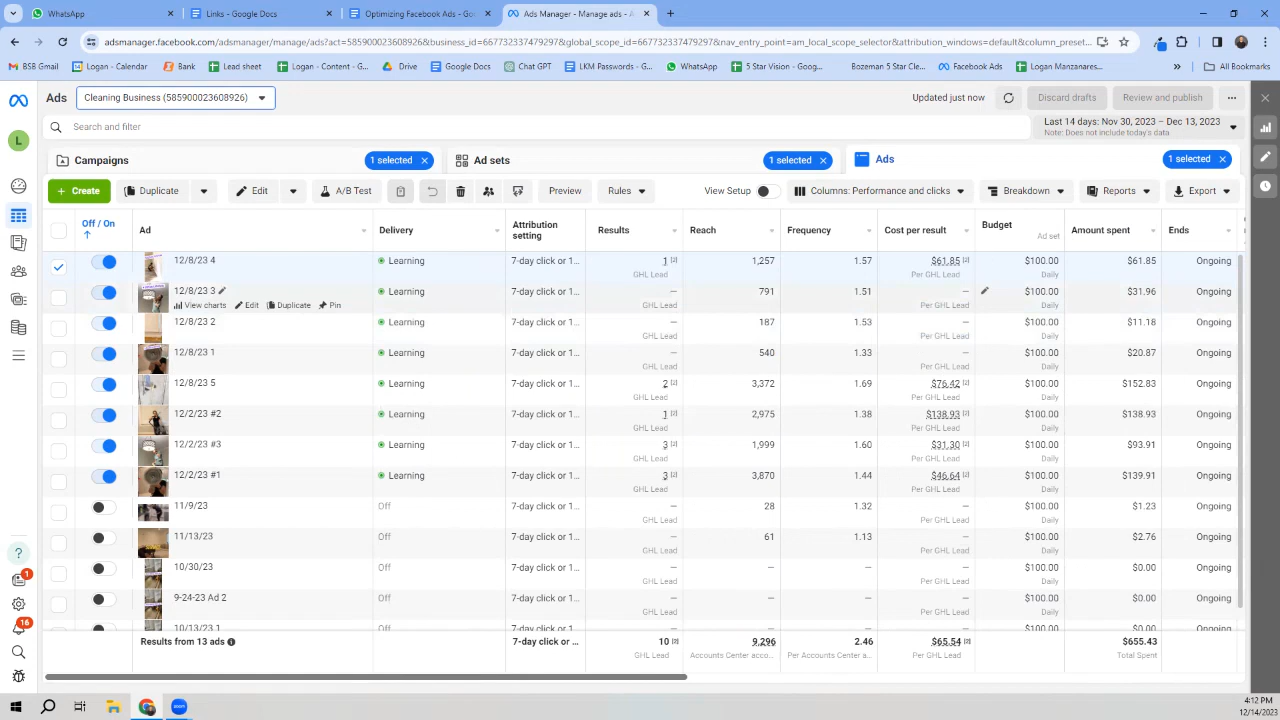 WhatsApp
Links - Google Docs
Optimizing Facebook Ads - G
Ads Manager - Manage ads - A
adsmanager.facebook.com/adsmanager/manage/ads?act=585900023608926&business_id=667732347479297&global_scope_id=667732347479297&nav_entry_point=am_local_scope_selector&attribution_windows=default&column_preset...
BSB Gmail
Logan - Calendar
Bank
Lead sheet
Logan - Content - G...
Drive
Google Docs
Chat GPT
LKM Passwords - G...
WhatsApp
5 Star Vision - Goog...
Bozeman 5 Star Cle...
Facebook Ads
Logan Manzanares...
All Bookmarks
Ads
Cleaning Business (585900023608926)
Updated just now
Discard drafts
Review and publish
L
Search and filter
Last 14 days: Nov 30, 2023 – Dec 13, 2023
Note: Does not include today's data
Campaigns
1 selected
Ad sets
1 selected
Ads
1 selected
+ Create
Duplicate
Edit
A/B Test
Preview
Rules
View Setup
Columns: Performance and clicks
Breakdown
Reports
Export
Off / On
Ad
Delivery
Attribution setting
Results
Reach
Frequency
Cost per result
Budget
Ad set
Amount spent
Ends
12/8/23 4
Learning
7-day click or 1...
1 [2]
GHL Lead
1,257
1.57
$61.85 [2]
Per GHL Lead
$100.00
Daily
$61.85
Ongoing
12/8/23 3
View charts
Edit
Duplicate
Pin
Learning
7-day click or 1...
—
GHL Lead
791
1.51
—
Per GHL Lead
$100.00
Daily
$31.96
Ongoing
12/8/23 2
Learning
7-day click or 1...
—
GHL Lead
187
1.53
—
Per GHL Lead
$100.00
Daily
$11.18
Ongoing
12/8/23 1
Learning
7-day click or 1...
—
GHL Lead
540
1.33
—
Per GHL Lead
$100.00
Daily
$20.87
Ongoing
12/8/23 5
Learning
7-day click or 1...
2 [2]
GHL Lead
3,372
1.69
$76.42 [2]
Per GHL Lead
$100.00
Daily
$152.83
Ongoing
12/2/23 #2
Learning
7-day click or 1...
1 [2]
GHL Lead
2,975
1.38
$138.93 [2]
Per GHL Lead
$100.00
Daily
$138.93
Ongoing
12/2/23 #3
Learning
7-day click or 1...
3 [2]
GHL Lead
1,999
1.60
$31.30 [2]
Per GHL Lead
$100.00
Daily
$93.91
Ongoing
12/2/23 #1
Learning
7-day click or 1...
3 [2]
GHL Lead
3,870
1.44
$46.64 [2]
Per GHL Lead
$100.00
Daily
$139.91
Ongoing
11/9/23
Off
7-day click or 1...
—
GHL Lead
28
1.32
—
Per GHL Lead
$100.00
Daily
$1.23
Ongoing
11/13/23
Off
7-day click or 1...
—
GHL Lead
61
1.13
—
Per GHL Lead
$100.00
Daily
$2.76
Ongoing
10/30/23
Off
7-day click or 1...
—
GHL Lead
—
—
—
Per GHL Lead
$100.00
Daily
$0.00
Ongoing
9-24-23 Ad 2
Off
7-day click or 1...
—
GHL Lead
—
—
—
Per GHL Lead
$100.00
Daily
$0.00
Ongoing
10/13/23 1
Off
7-day click or 1...
—
—
—
—
$100.00
$0.00
Ongoing
Results from 13 ads
7-day click or ...
10 [2]
GHL Lead
9,296
Accounts Center acco...
2.46
Per Accounts Center a...
$65.54 [2]
Per GHL Lead
$655.43
Total Spent
?
1
16
zoom
4:12 PM
12/14/2023